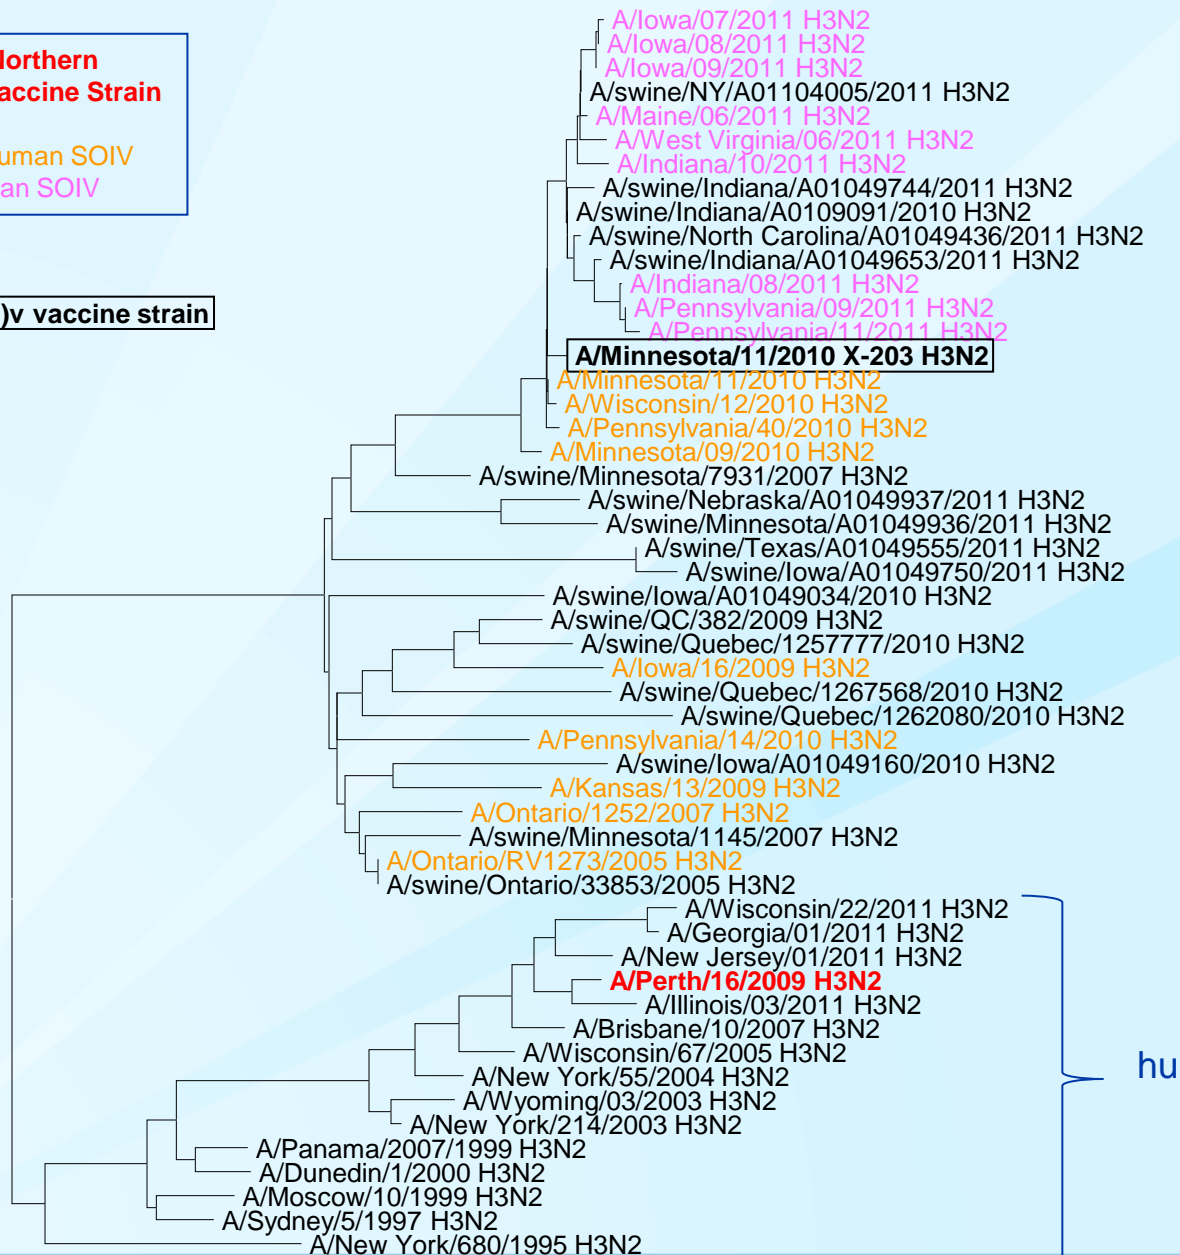 Northern
accine Strain
uman SOIV
an SOIV
)v vaccine strain
A/Iowa/07/2011 H3N2
A/Iowa/08/2011 H3N2
A/Iowa/09/2011 H3N2
A/swine/NY/A01104005/2011 H3N2
A/Maine/06/2011 H3N2
A/West Virginia/06/2011 H3N2
A/Indiana/10/2011 H3N2
A/swine/Indiana/A01049744/2011 H3N2
A/swine/Indiana/A0109091/2010 H3N2
A/swine/North Carolina/A01049436/2011 H3N2
A/swine/Indiana/A01049653/2011 H3N2
A/Indiana/08/2011 H3N2
A/Pennsylvania/09/2011 H3N2
A/Pennsylvania/11/2011 H3N2
A/Minnesota/11/2010 X-203 H3N2
A/Minnesota/11/2010 H3N2
A/Wisconsin/12/2010 H3N2
A/Pennsylvania/40/2010 H3N2
A/Minnesota/09/2010 H3N2
A/swine/Minnesota/7931/2007 H3N2
A/swine/Nebraska/A01049937/2011 H3N2
A/swine/Minnesota/A01049936/2011 H3N2
A/swine/Texas/A01049555/2011 H3N2
A/swine/Iowa/A01049750/2011 H3N2
A/swine/Iowa/A01049034/2010 H3N2
A/swine/QC/382/2009 H3N2
A/swine/Quebec/1257777/2010 H3N2
A/Iowa/16/2009 H3N2
A/swine/Quebec/1267568/2010 H3N2
A/swine/Quebec/1262080/2010 H3N2
A/Pennsylvania/14/2010 H3N2
A/swine/Iowa/A01049160/2010 H3N2
A/Kansas/13/2009 H3N2
A/Ontario/1252/2007 H3N2
A/swine/Minnesota/1145/2007 H3N2
A/Ontario/RV1273/2005 H3N2
A/swine/Ontario/33853/2005 H3N2
A/Wisconsin/22/2011 H3N2
A/Georgia/01/2011 H3N2
A/New Jersey/01/2011 H3N2
A/Perth/16/2009 H3N2
A/Illinois/03/2011 H3N2
A/Brisbane/10/2007 H3N2
A/Wisconsin/67/2005 H3N2
hu
A/New York/55/2004 H3N2
A/Wyoming/03/2003 H3N2
A/New York/214/2003 H3N2
A/Panama/2007/1999 H3N2
A/Dunedin/1/2000 H3N2
A/Moscow/10/1999 H3N2
A/Sydney/5/1997 H3N2
A/New York/680/1995 H3N2